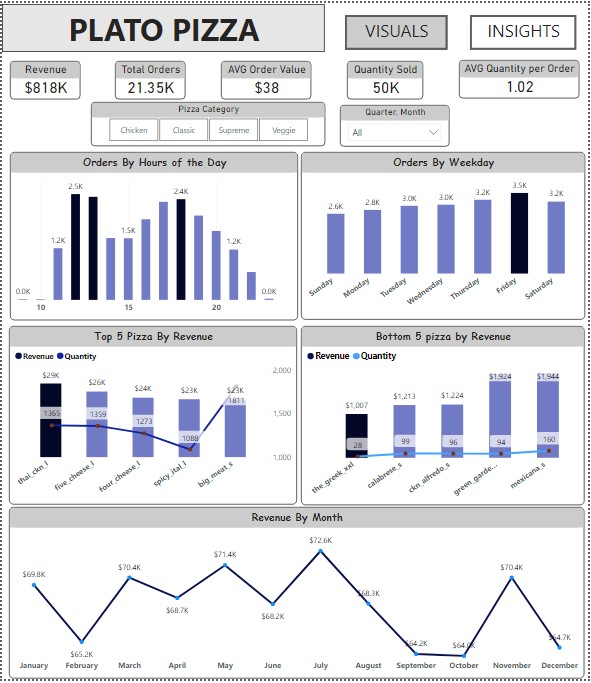 PLATO PIZZA
VISUALS
INSIGHTS
Revenue
$818K
Total Orders
21.35K
AVG Order Value
$38
Quantity Sold
50K
AVG Quantity per Order
1.02
Pizza Category
Chicken Classic Supreme Veggie
Quarter, Month
All
Orders By Hours of the Day
2.5K
2.4K
1.2K 1.5K 1.2K
0.0K 0.0K
10 15 20
Orders By Weekday
2.6K 2.8K 3.0K 3.0K 3.2K 3.5K 3.2K
Sunday Monday Tuesday Wednesday Thursday Friday Saturday
Top 5 Pizza By Revenue
Revenue Quantity
$29K $26K $24K $23K $23K
1365 1359 1273 1088 1811
2,000
1,500
1,000
thai_ckn_l five_cheese_l four_cheese_l spicy_ital_l big_meat_s
Bottom 5 pizza by Revenue
Revenue Quantity
$1,007 $1,213 $1,224 $1,924 $1,944
28 99 96 94 160
the_greek_xxl calabrese_s ckn_alfredo_s green_garde... mexicana_s
Revenue By Month
$69.8K $65.2K $70.4K $68.7K $71.4K $68.2K $72.6K $68.3K $64.2K $70.4K
January February March April May June July August September October November December